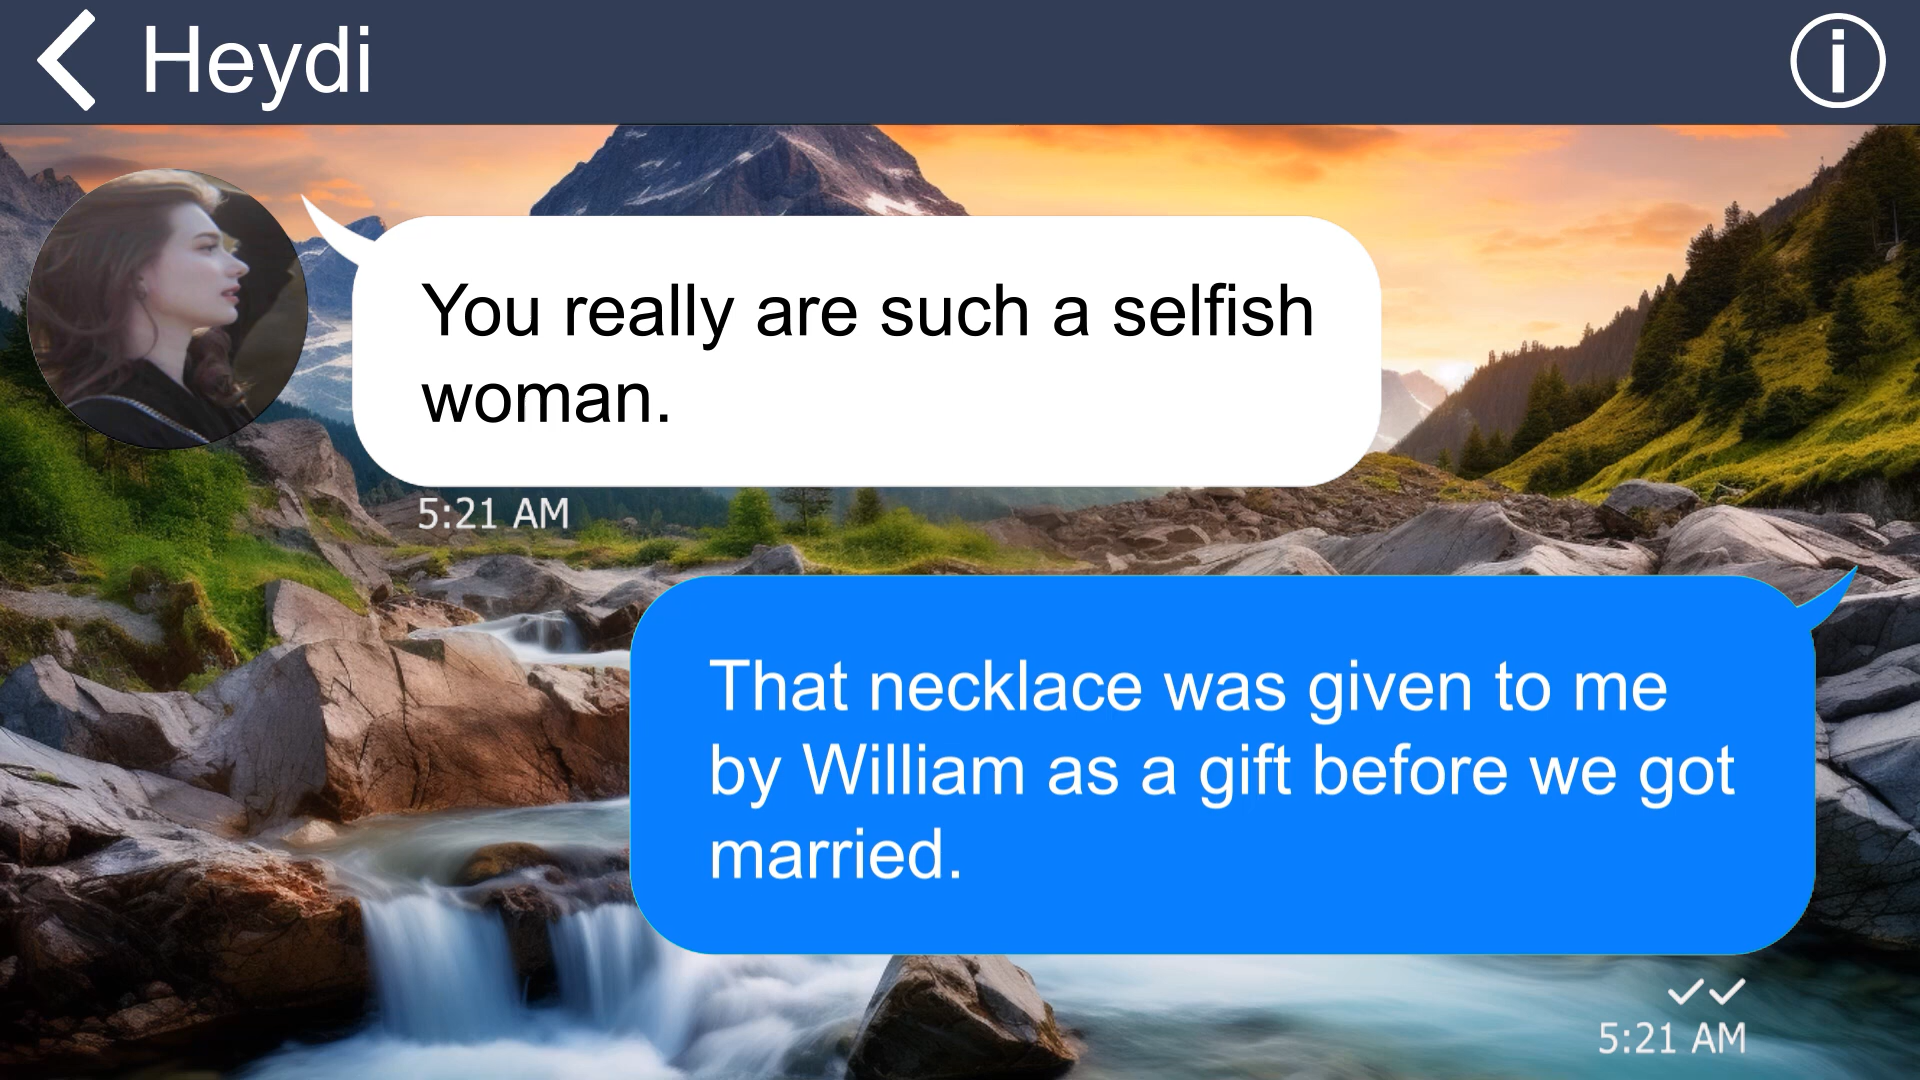 Heydi
You really are such a selfish
woman.
5:21 AM
That necklace was given to me
by William as a gift before we got
married.
5:21 AM